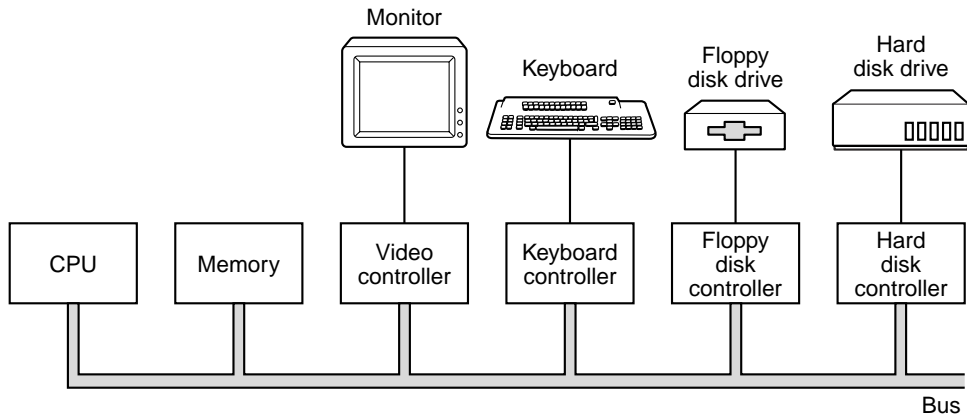 Monitor
Keyboard
Floppy
disk drive
Hard
disk drive
CPU
Memory
Video
controller
Keyboard
controller
Floppy
disk
controller
Hard
disk
controller
Bus